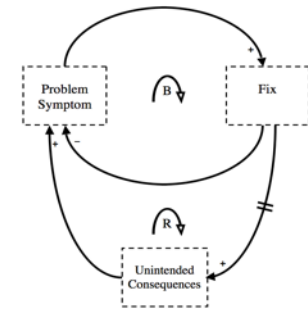 +
Problem
Symptom
B
Fix
+
−
R
+
Unintended
Consequences